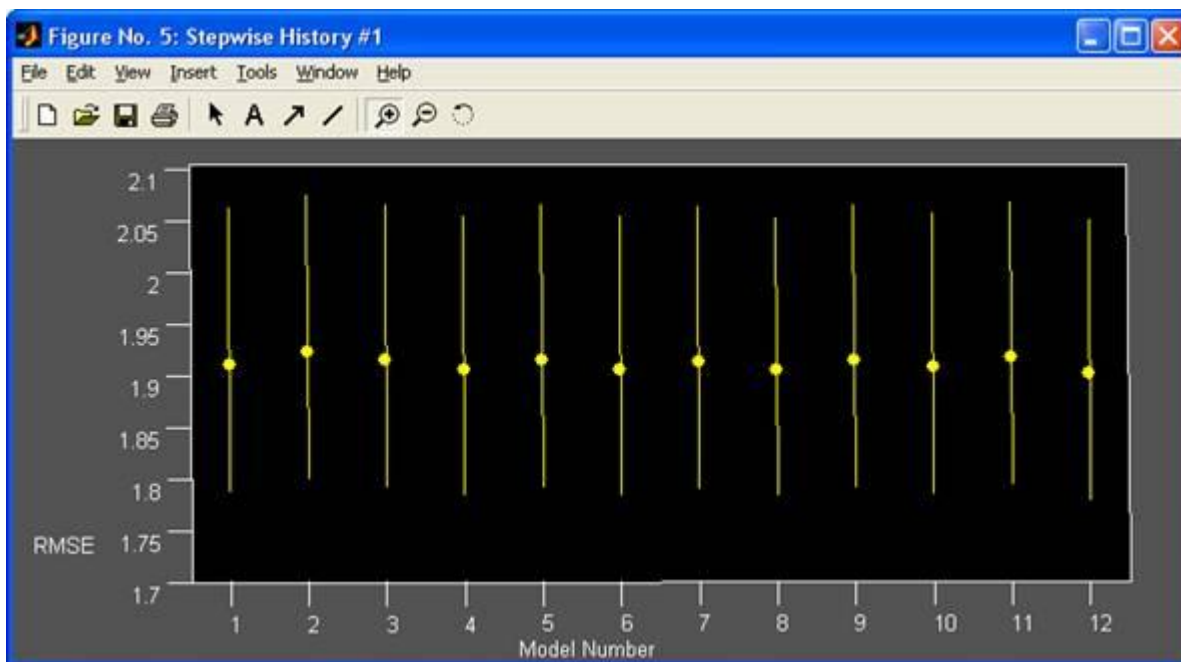 Figure No. 5: Stepwise History #1
File Edit View Insert Tools Window Help
A
2.1
2.05
2
1.95
1.9
1.85
1.8
RMSE 1.75
1.7
1 2 3 4 5 6 7 8 9 10 11 12
Model Number